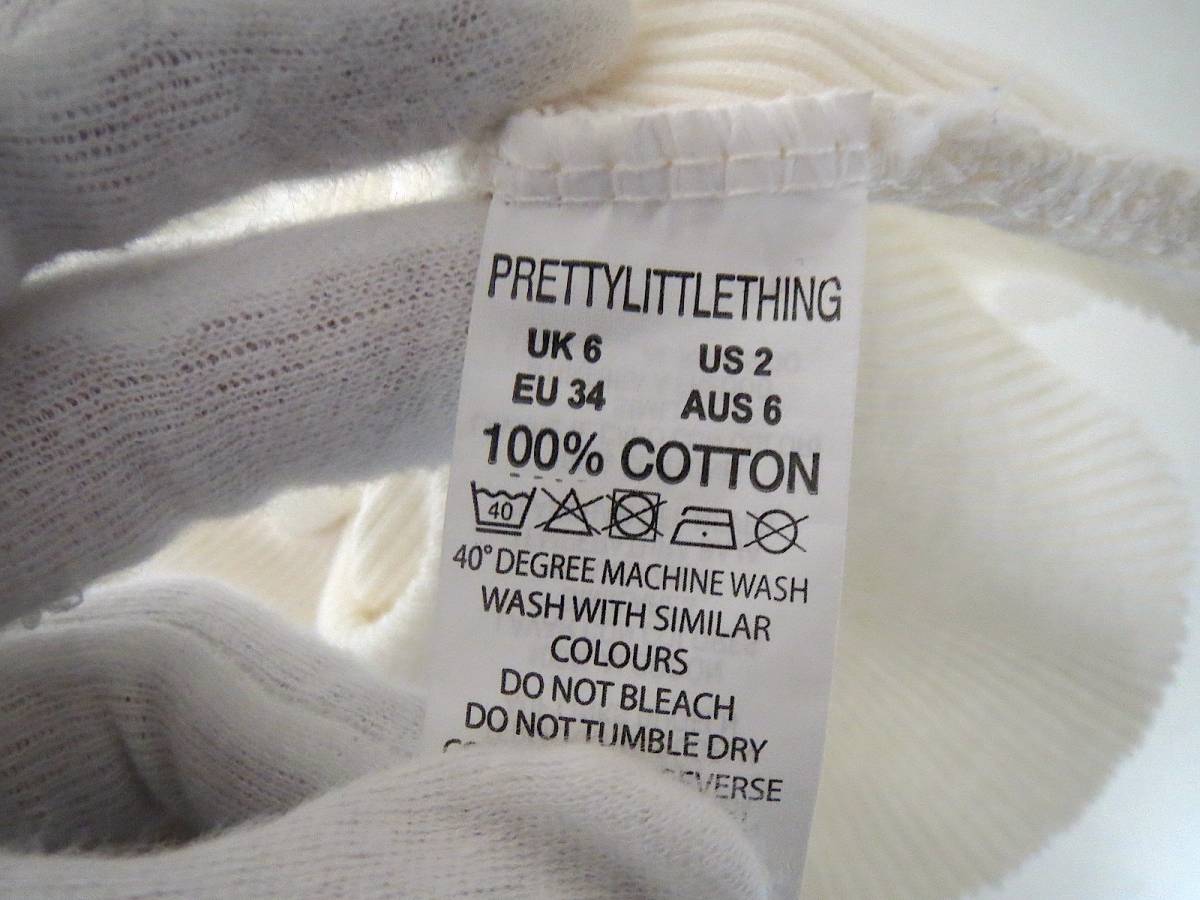 PRETTYLITTLETHING
UK 6 US 2
EU 34 AUS 6
100% COTTON
40
40° DEGREE MACHINE WASH
WASH WITH SIMILAR
COLOURS
DO NOT BLEACH
DO NOT TUMBLE DRY
REVERSE